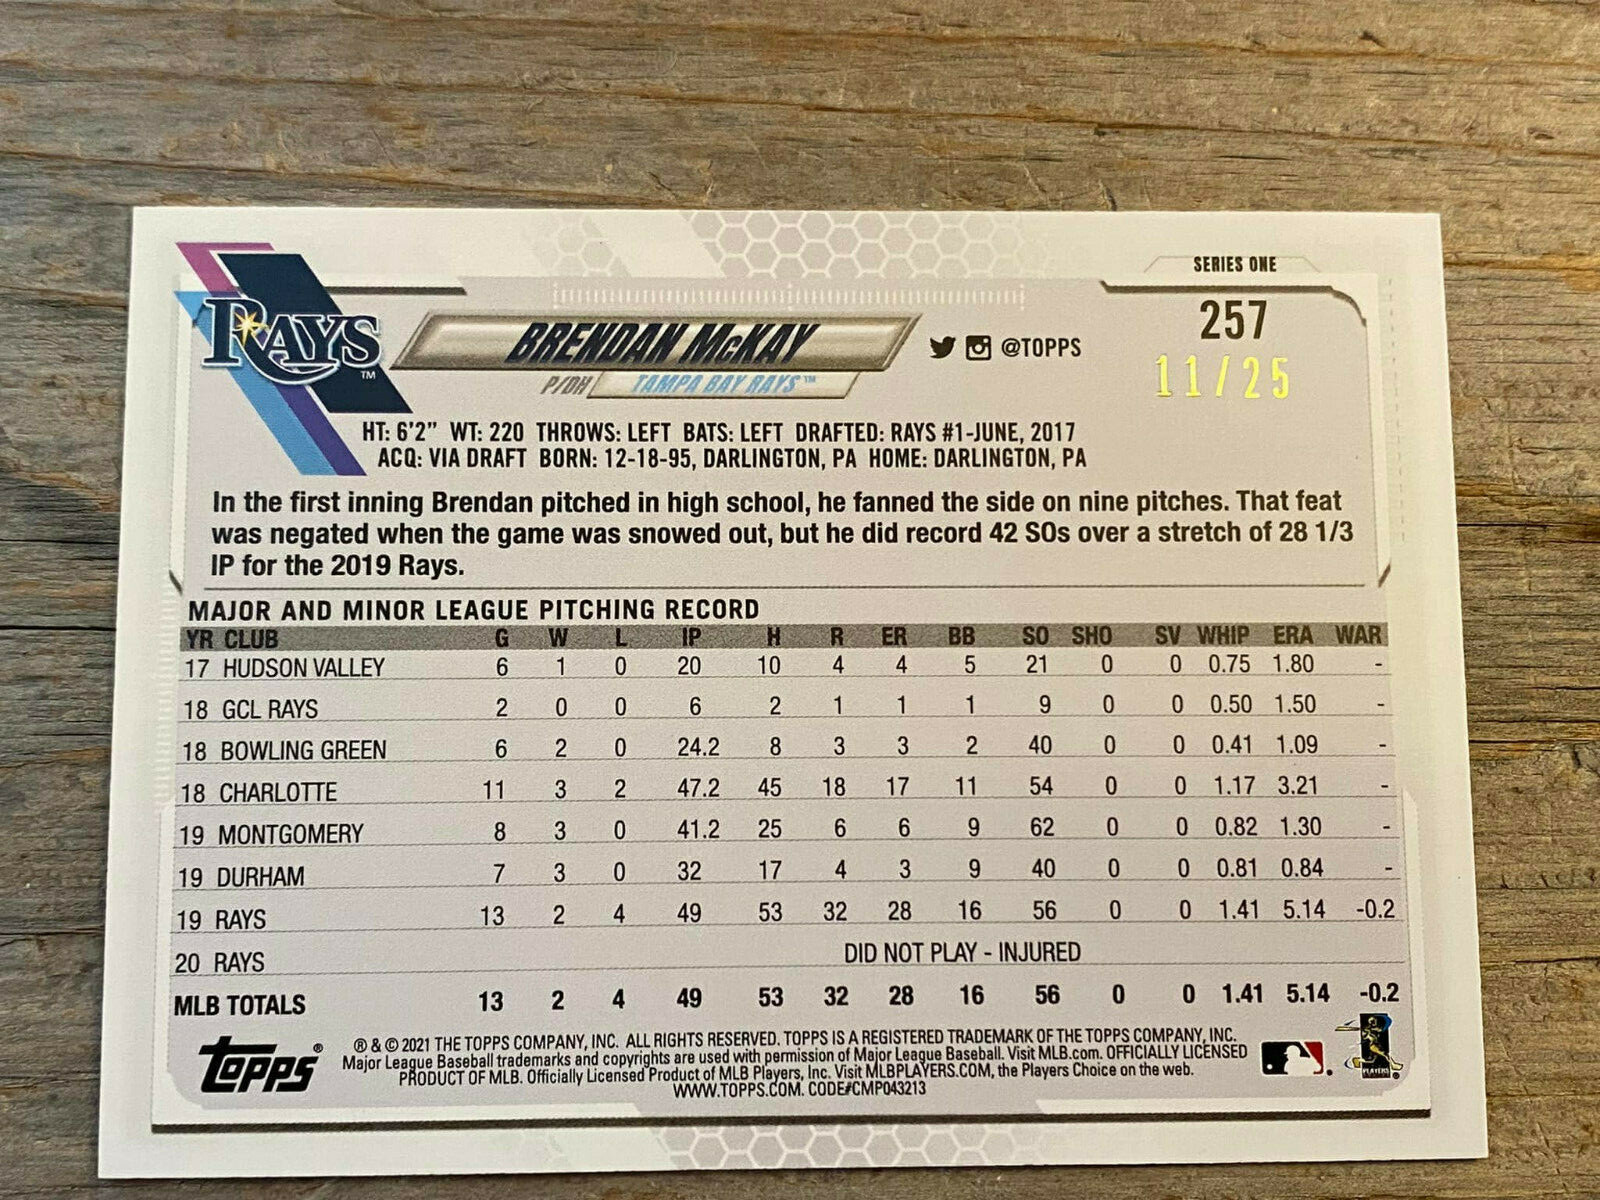 SERIES ONE
257
11/25
RAYS™
BRENDAN McKAY
@TOPPS
P/DH TAMPA BAY RAYS™
HT: 6'2" WT: 220 THROWS: LEFT BATS: LEFT DRAFTED: RAYS #1-JUNE, 2017
ACQ: VIA DRAFT BORN: 12-18-95, DARLINGTON, PA HOME: DARLINGTON, PA
In the first inning Brendan pitched in high school, he fanned the side on nine pitches. That feat
was negated when the game was snowed out, but he did record 42 SOs over a stretch of 28 1/3
IP for the 2019 Rays.
MAJOR AND MINOR LEAGUE PITCHING RECORD
YR CLUB G W L IP H R ER BB SO SHO SV WHIP ERA WAR
17 HUDSON VALLEY 6 1 0 20 10 4 4 5 21 0 0 0.75 1.80 -
18 GCL RAYS 2 0 0 6 2 1 1 1 9 0 0 0.50 1.50 -
18 BOWLING GREEN 6 2 0 24.2 8 3 3 2 40 0 0 0.41 1.09 -
18 CHARLOTTE 11 3 2 47.2 45 18 17 11 54 0 0 1.17 3.21 -
19 MONTGOMERY 8 3 0 41.2 25 6 6 9 62 0 0 0.82 1.30 -
19 DURHAM 7 3 0 32 17 4 3 9 40 0 0 0.81 0.84 -
19 RAYS 13 2 4 49 53 32 28 16 56 0 0 1.41 5.14 -0.2
20 RAYS DID NOT PLAY - INJURED
MLB TOTALS 13 2 4 49 53 32 28 16 56 0 0 1.41 5.14 -0.2
TOPPS®
® & © 2021 THE TOPPS COMPANY, INC. ALL RIGHTS RESERVED. TOPPS IS A REGISTERED TRADEMARK OF THE TOPPS COMPANY, INC.
Major League Baseball trademarks and copyrights are used with permission of Major League Baseball. Visit MLB.com. OFFICIALLY LICENSED
PRODUCT OF MLB. Officially Licensed Product of MLB Players, Inc. Visit MLBPLAYERS.COM, the Players Choice on the web.
WWW.TOPPS.COM. CODE#CMP043213
PLAYERS